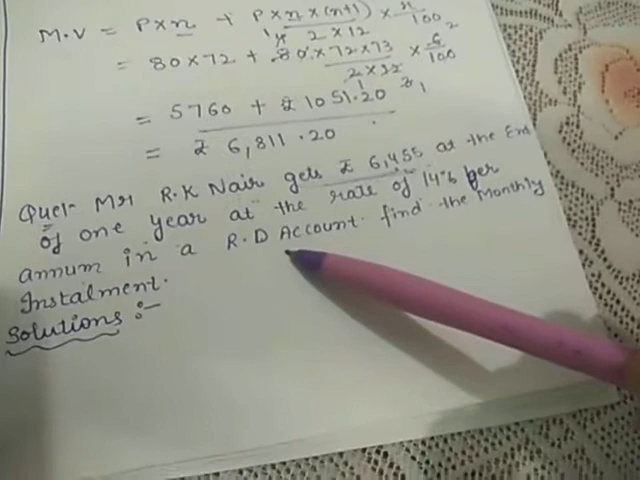 M.V = P×n + P×n×(n+1) / 2×12 × r/100
= 80×72 + 80×72×73 / 2×12 × 6/100
= 5760 + ₹ 1051.20
= ₹ 6,811.20
Que:- Mr R.K Nair gets ₹ 6,455 at the End
of one year at the rate of 14% per
annum in a R.D Account. find the Monthly
Instalment.
Solutions :-